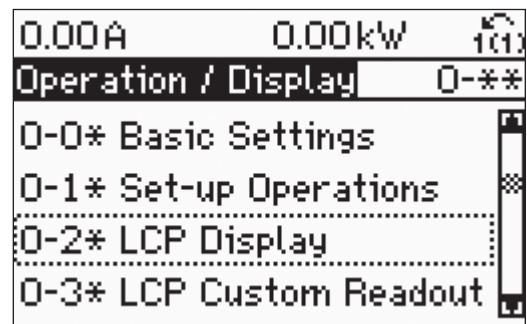 0.00A 0.00kW 1(1)
Operation / Display 0-**
0-0* Basic Settings
0-1* Set-up Operations
0-2* LCP Display
0-3* LCP Custom Readout